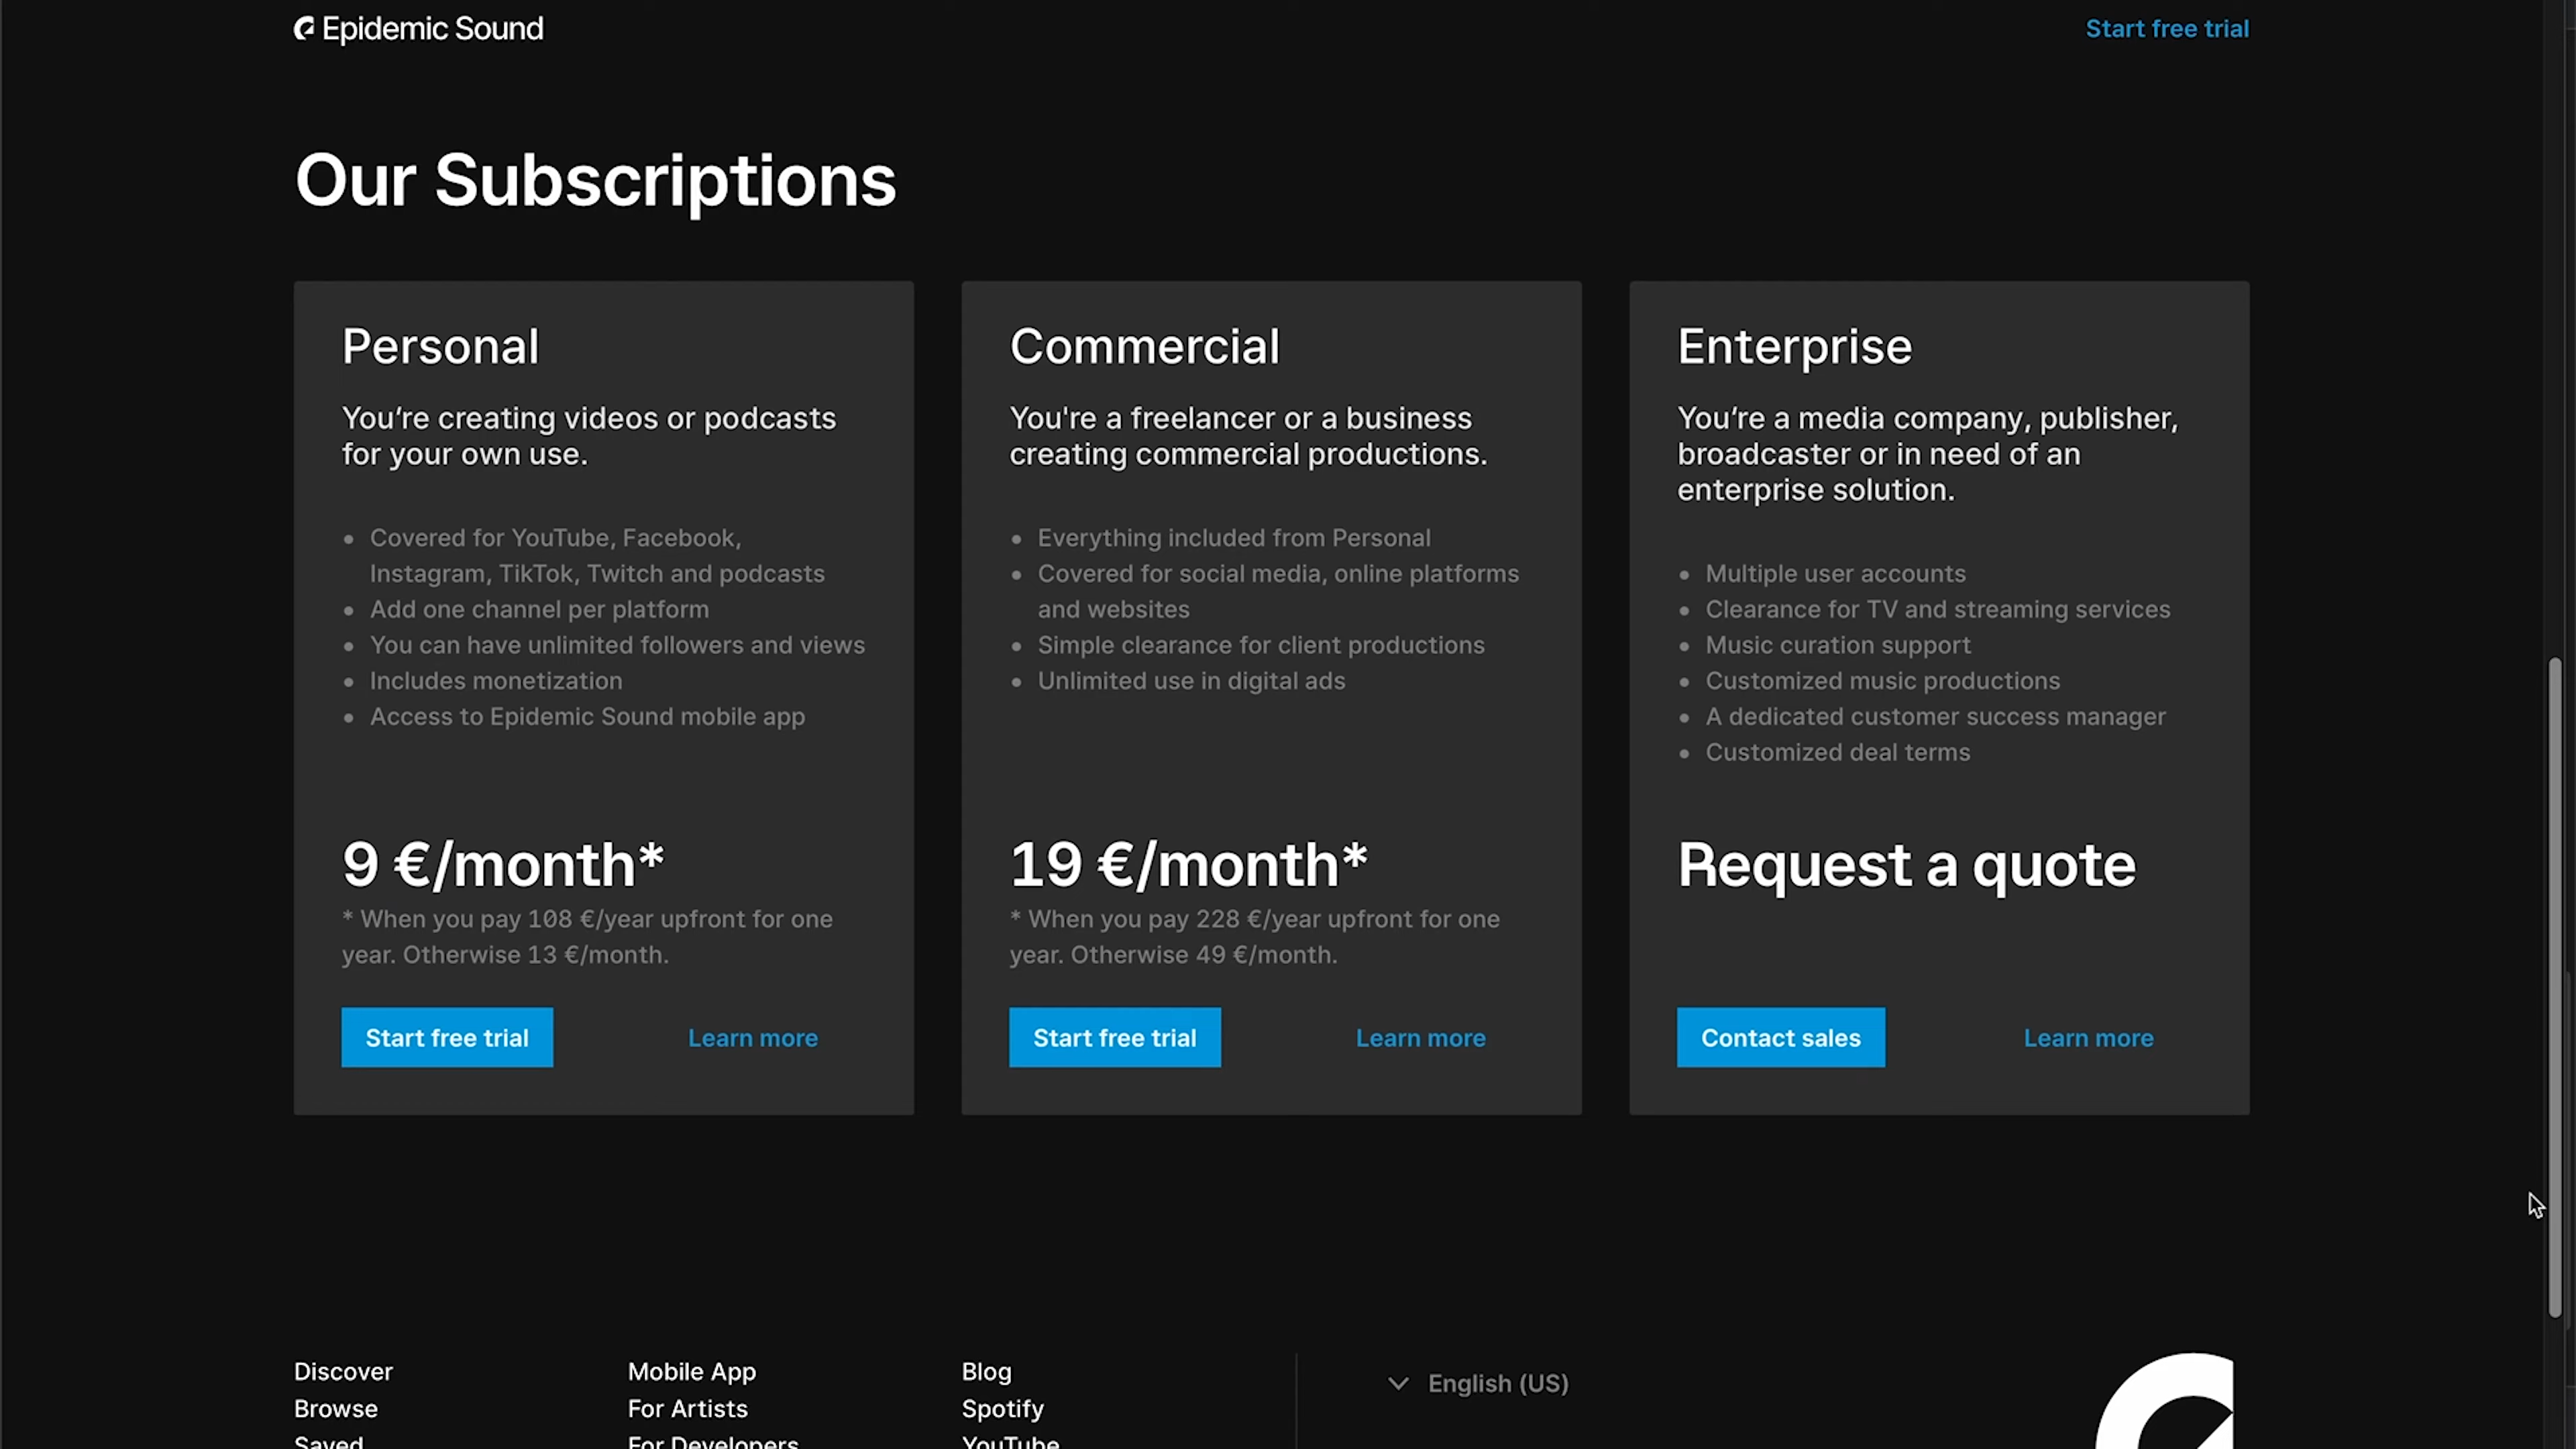 Epidemic Sound
Start free trial
Our Subscriptions
Personal
You’re creating videos or podcasts
for your own use.
• Covered for YouTube, Facebook,
Instagram, TikTok, Twitch and podcasts
• Add one channel per platform
• You can have unlimited followers and views
• Includes monetization
• Access to Epidemic Sound mobile app
9 €/month*
* When you pay 108 €/year upfront for one
year. Otherwise 13 €/month.
Start free trial
Learn more
Commercial
You're a freelancer or a business
creating commercial productions.
• Everything included from Personal
• Covered for social media, online platforms
and websites
• Simple clearance for client productions
• Unlimited use in digital ads
19 €/month*
* When you pay 228 €/year upfront for one
year. Otherwise 49 €/month.
Start free trial
Learn more
Enterprise
You’re a media company, publisher,
broadcaster or in need of an
enterprise solution.
• Multiple user accounts
• Clearance for TV and streaming services
• Music curation support
• Customized music productions
• A dedicated customer success manager
• Customized deal terms
Request a quote
Contact sales
Learn more
Discover
Browse
Saved
Mobile App
For Artists
For Developers
Blog
Spotify
YouTube
English (US)